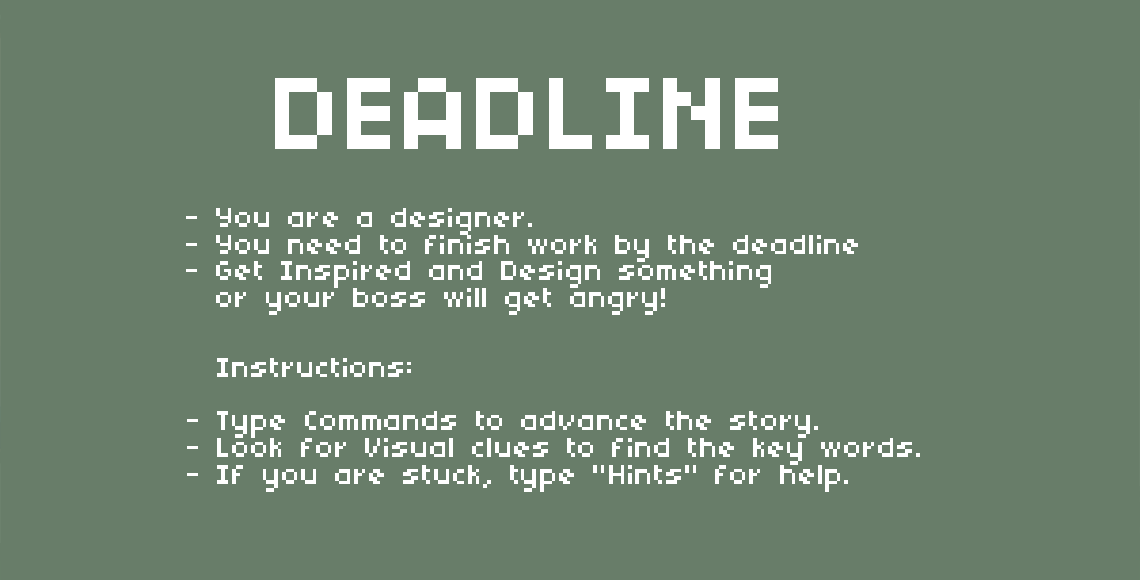 DEADLINE
- You are a designer.
- You need to finish work by the deadline
- Get Inspired and Design something
or your boss will get angry!
Instructions:
- Type Commands to advance the story.
- Look for Visual clues to find the key words.
- If you are stuck, type "Hints" for help.